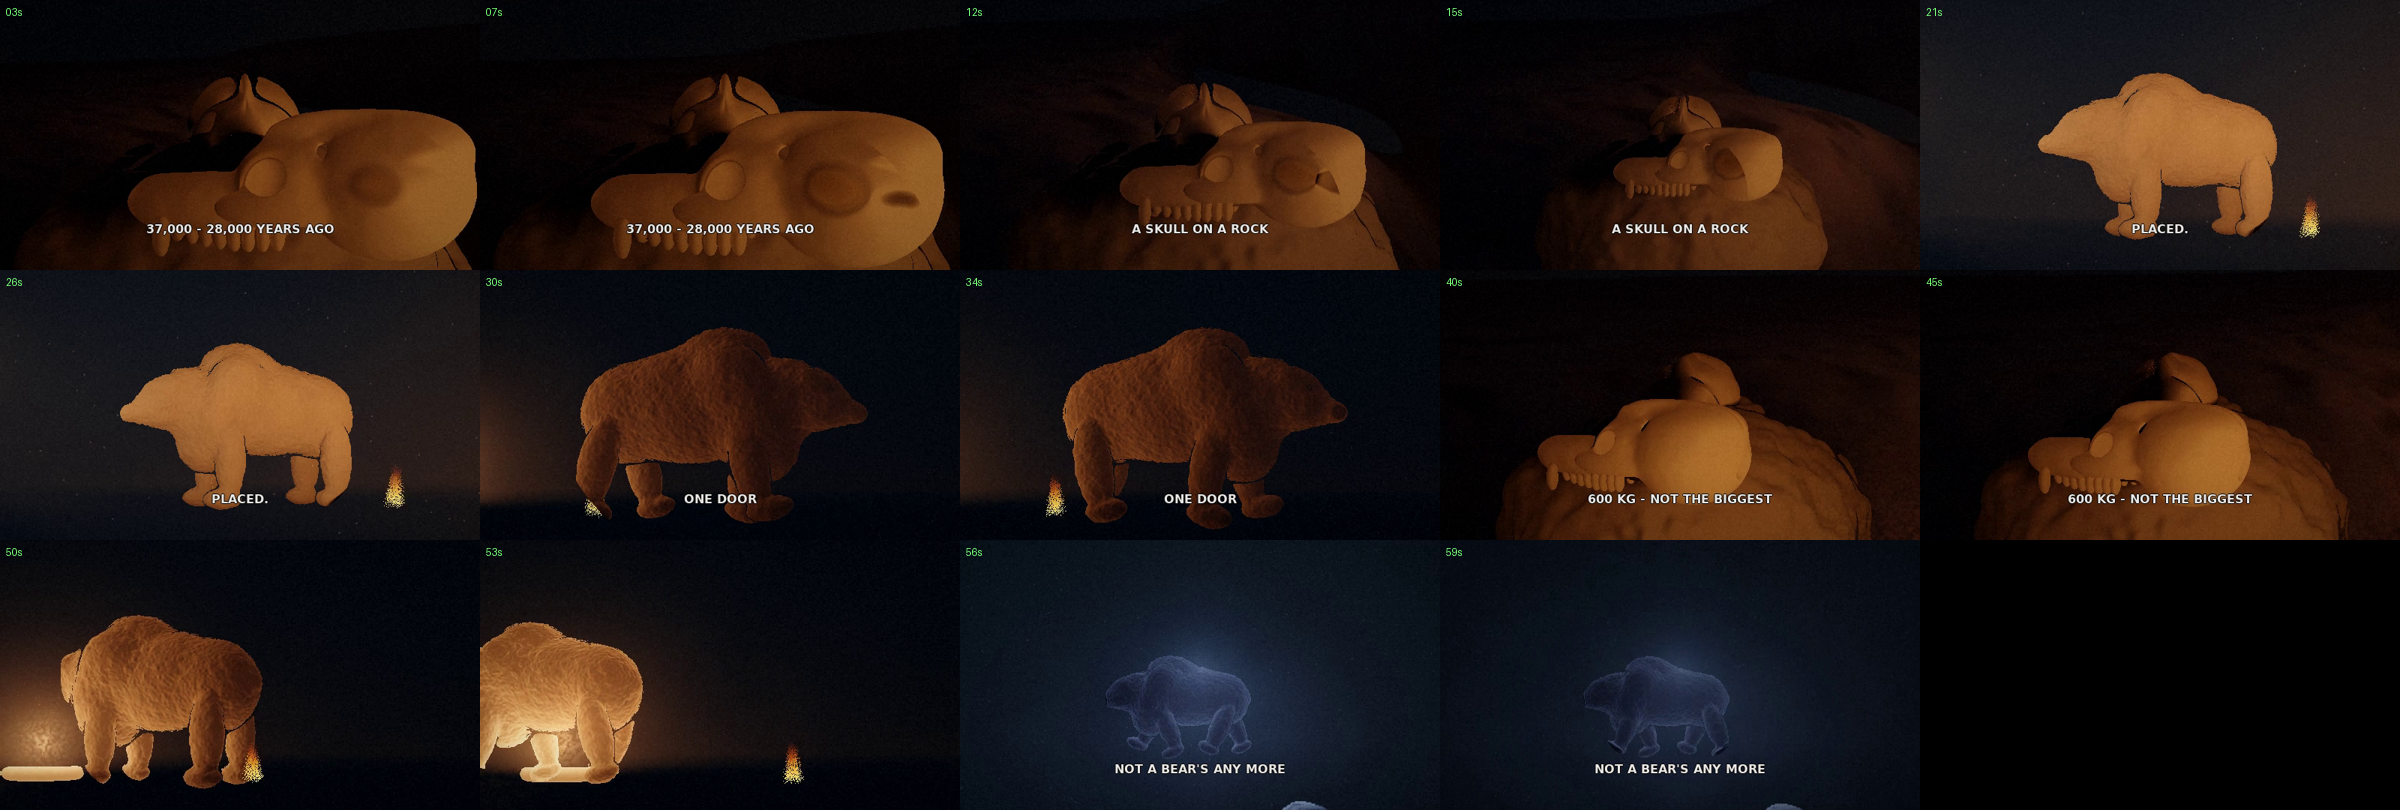 03s
07s
12s
15s
21s
37,000 - 28,000 YEARS AGO
37,000 - 28,000 YEARS AGO
A SKULL ON A ROCK
A SKULL ON A ROCK
PLACED.
26s
30s
34s
40s
45s
PLACED.
ONE DOOR
ONE DOOR
600 KG - NOT THE BIGGEST
600 KG - NOT THE BIGGEST
50s
53s
56s
59s
NOT A BEAR'S ANY MORE
NOT A BEAR'S ANY MORE